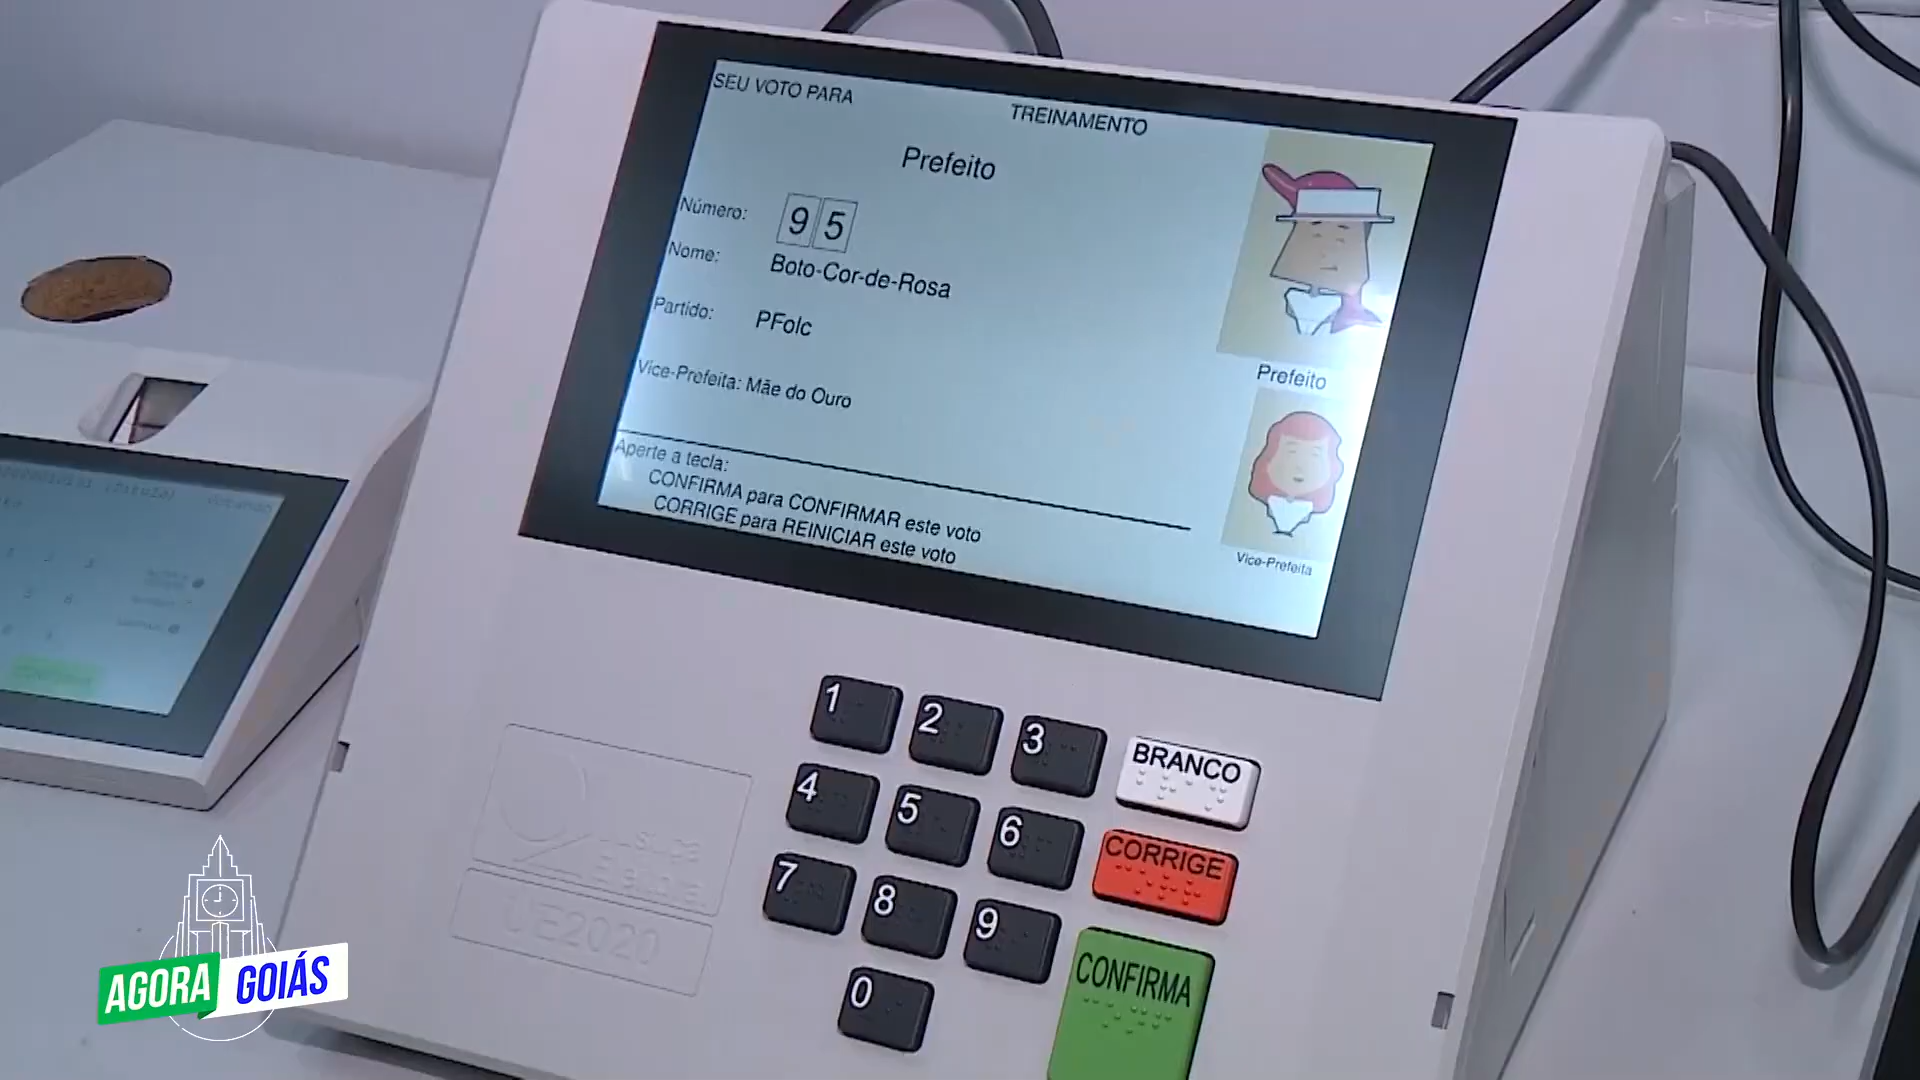 SEU VOTO PARA
TREINAMENTO
Prefeito
Número: 95
Nome: Boto-Cor-de-Rosa
Partido: PFolc
Vice-Prefeita: Mãe do Ouro
Prefeito
Vice-Prefeita
Aperte a tecla:
CONFIRMA para CONFIRMAR este voto
CORRIGE para REINICIAR este voto
1 2 3 BRANCO
4 5 6 CORRIGE
7 8 9 CONFIRMA
0
UE2020
AGORA GOIÁS